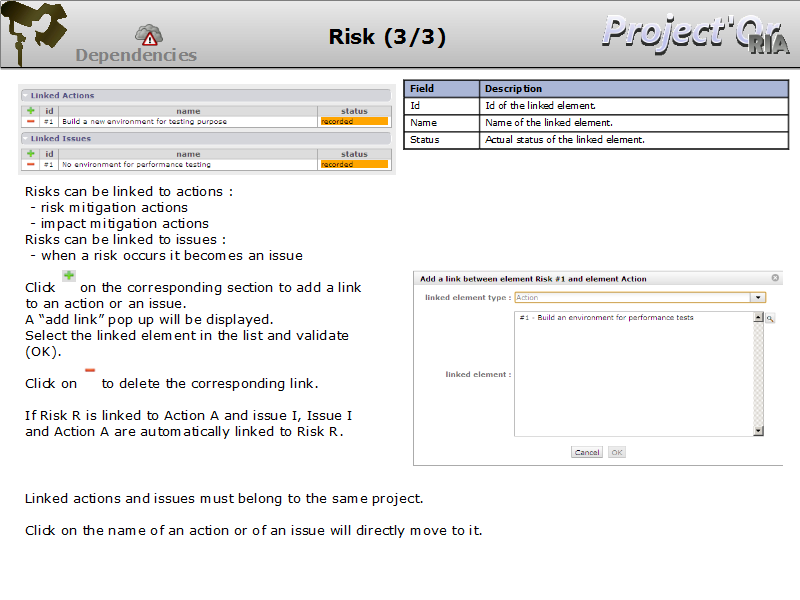 Dependencies
Risk (3/3)
Project'Or
RIA
Linked Actions
id name status
#1 Build a new environment for testing purpose recorded
Linked Issues
id name status
#1 No environment for performance testing recorded
Field Description
Id Id of the linked element.
Name Name of the linked element.
Status Actual status of the linked element.
Risks can be linked to actions :
- risk mitigation actions
- impact mitigation actions
Risks can be linked to issues :
- when a risk occurs it becomes an issue
Click on the corresponding section to add a link
to an action or an issue.
A “add link” pop up will be displayed.
Select the linked element in the list and validate
(OK).
Click on to delete the corresponding link.
If Risk R is linked to Action A and issue I, Issue I
and Action A are automatically linked to Risk R.
Add a link between element Risk #1 and element Action
linked element type : Action
#1 - Build an environment for performance tests
linked element :
Cancel OK
Linked actions and issues must belong to the same project.
Click on the name of an action or of an issue will directly move to it.